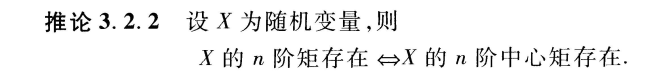 推论 3.2.2 设 X 为随机变量,则
X 的 n 阶矩存在 ⇔X 的 n 阶中心矩存在.